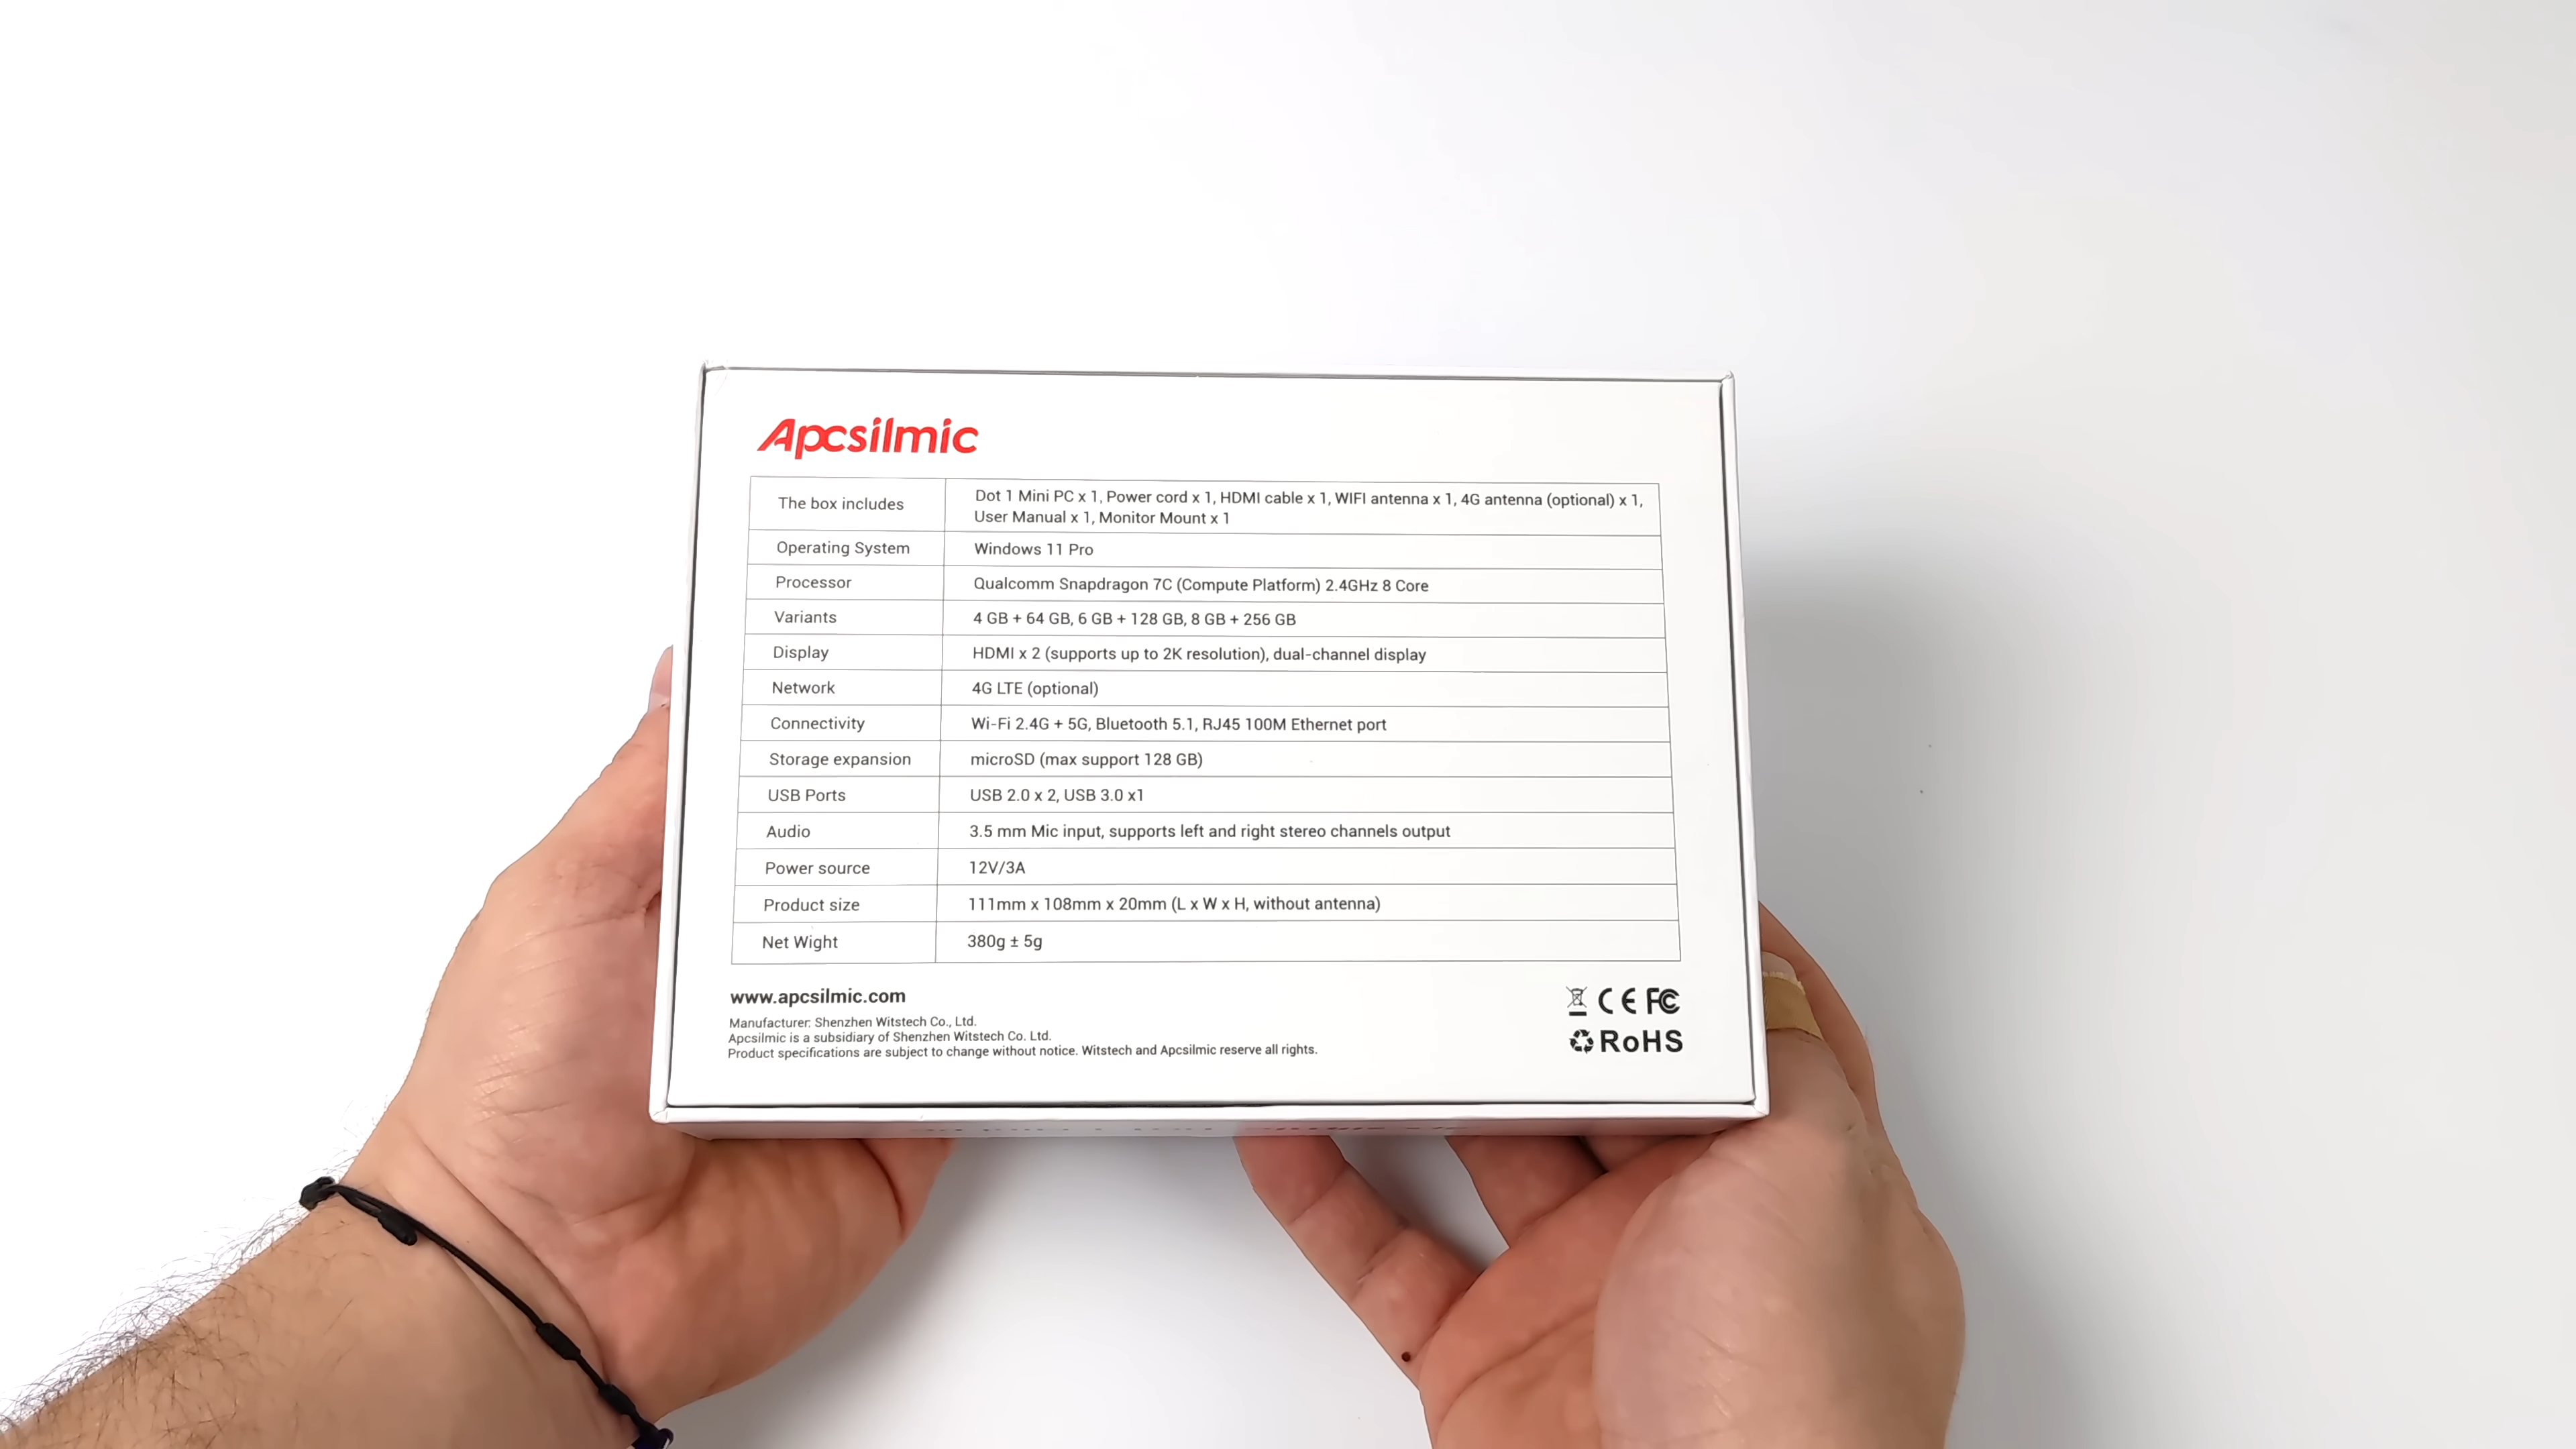 Apcsilmic
The box includes
Dot 1 Mini PC x 1, Power cord x 1, HDMI cable x 1, WIFI antenna x 1, 4G antenna (optional) x 1,
User Manual x 1, Monitor Mount x 1
Operating System
Windows 11 Pro
Processor
Qualcomm Snapdragon 7C (Compute Platform) 2.4GHz 8 Core
Variants
4 GB + 64 GB, 6 GB + 128 GB, 8 GB + 256 GB
Display
HDMI x 2 (supports up to 2K resolution), dual-channel display
Network
4G LTE (optional)
Connectivity
Wi-Fi 2.4G + 5G, Bluetooth 5.1, RJ45 100M Ethernet port
Storage expansion
microSD (max support 128 GB)
USB Ports
USB 2.0 x 2, USB 3.0 x1
Audio
3.5 mm Mic input, supports left and right stereo channels output
Power source
12V/3A
Product size
111mm x 108mm x 20mm (L x W x H, without antenna)
Net Wight
380g ± 5g
www.apcsilmic.com
Manufacturer: Shenzhen Witstech Co., Ltd.
Apcsilmic is a subsidiary of Shenzhen Witstech Co. Ltd.
Product specifications are subject to change without notice. Witstech and Apcsilmic reserve all rights.
CE FC
RoHS